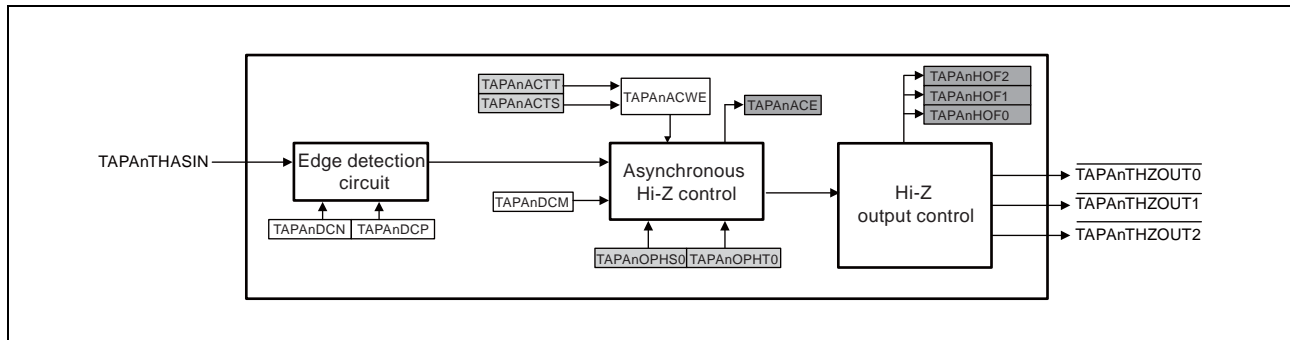 TAPAnHOF2
TAPAnACTT
TAPAnACWE
TAPAnACE
TAPAnHOF1
TAPAnACTS
TAPAnHOF0
TAPAnTHASIN
Edge detection
circuit
Asynchronous
Hi-Z control
Hi-Z
output control
TAPAnTHZOUT0
TAPAnTHZOUT1
TAPAnTHZOUT2
TAPAnDCM
TAPAnDCN
TAPAnDCP
TAPAnOPHS0
TAPAnOPHT0